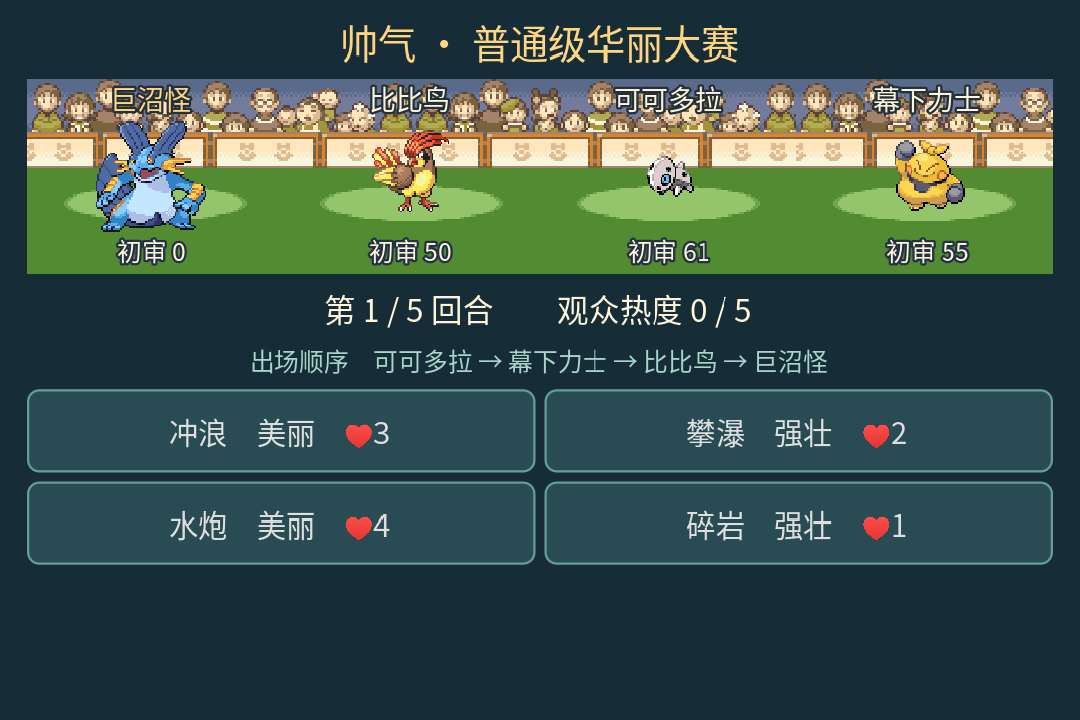 帅气 · 普通级华丽大赛
巨沼怪 比比鸟 可可多拉 幕下力士
初审 0 初审 50 初审 61 初审 55
第 1 / 5 回合 观众热度 0 / 5
出场顺序 可可多拉 → 幕下力士 → 比比鸟 → 巨沼怪
冲浪 美丽 ♥3 攀瀑 强壮 ♥2
水炮 美丽 ♥4 碎岩 强壮 ♥1